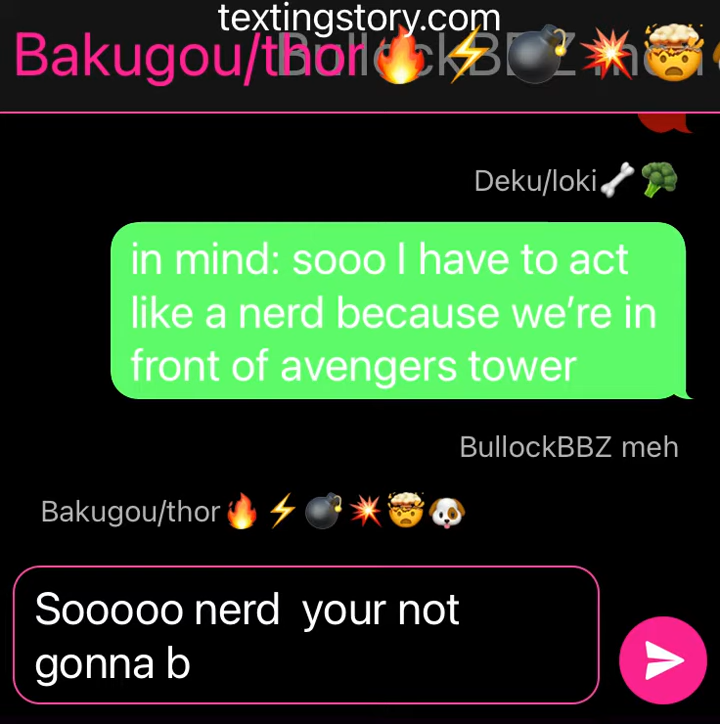 textingstory.com
Bakugou/thor🔥⚡💣💥🤯
Deku/loki🦴🥦
in mind: sooo I have to act
like a nerd because we’re in
front of avengers tower
BullockBBZ meh
Bakugou/thor🔥⚡💣💥🤯🐶
Sooooo nerd  your not
gonna b